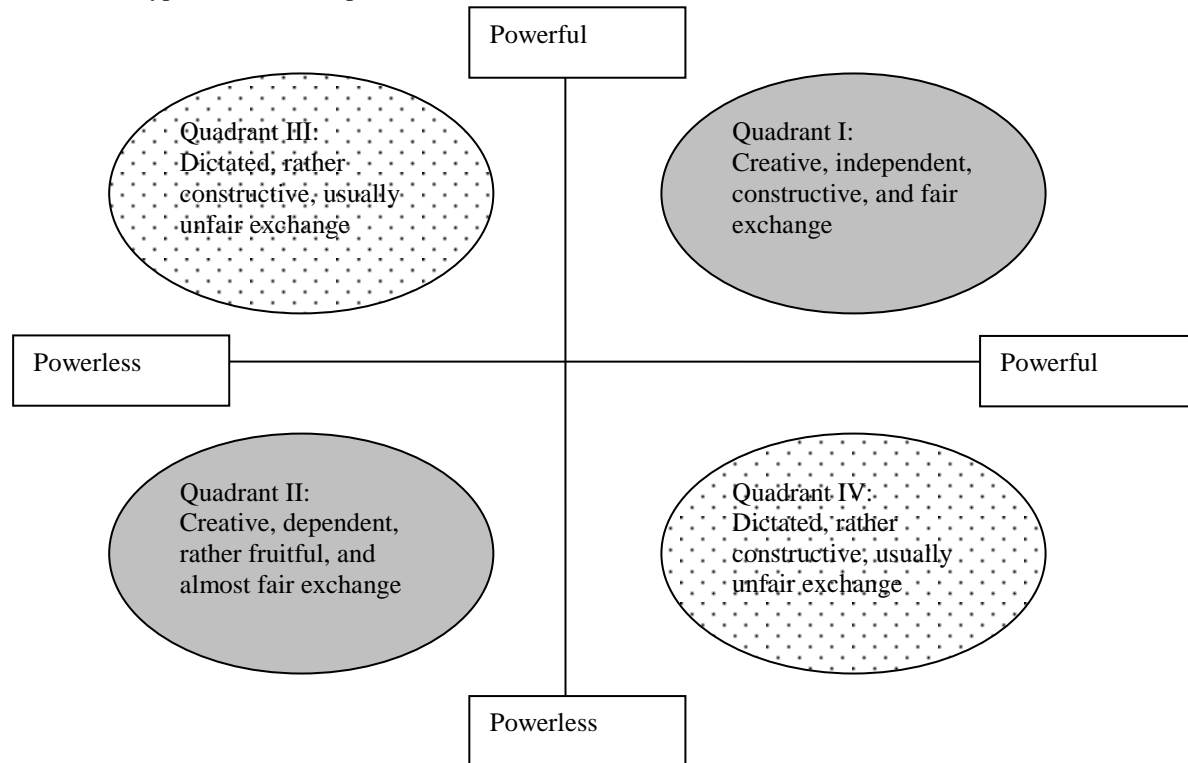 Powerful
Quadrant III:
Dictated, rather
constructive, usually
unfair exchange
Quadrant I:
Creative, independent,
constructive, and fair
exchange
Powerless
Powerful
Quadrant II:
Creative, dependent,
rather fruitful, and
almost fair exchange
Quadrant IV:
Dictated, rather
constructive, usually
unfair exchange
Powerless